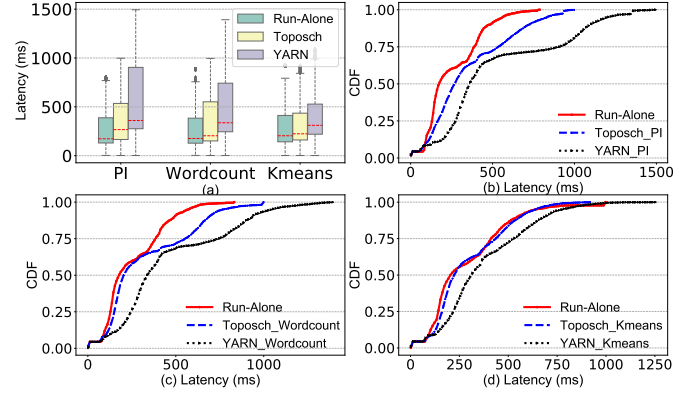 1500
1000
500
0
Latency (ms)
Run-Alone
Toposch
YARN
PI
Wordcount
Kmeans
(a)
1.00
0.75
0.50
0.25
0.00
CDF
Run-Alone
Toposch_PI
YARN_PI
0
500
1000
1500
(b) Latency (ms)
1.00
0.75
0.50
0.25
0.00
CDF
Run-Alone
Toposch_Wordcount
YARN_Wordcount
0
500
1000
(c) Latency (ms)
1.00
0.75
0.50
0.25
0.00
CDF
Run-Alone
Toposch_Kmeans
YARN_Kmeans
0
250
500
750
1000
1250
(d) Latency (ms)